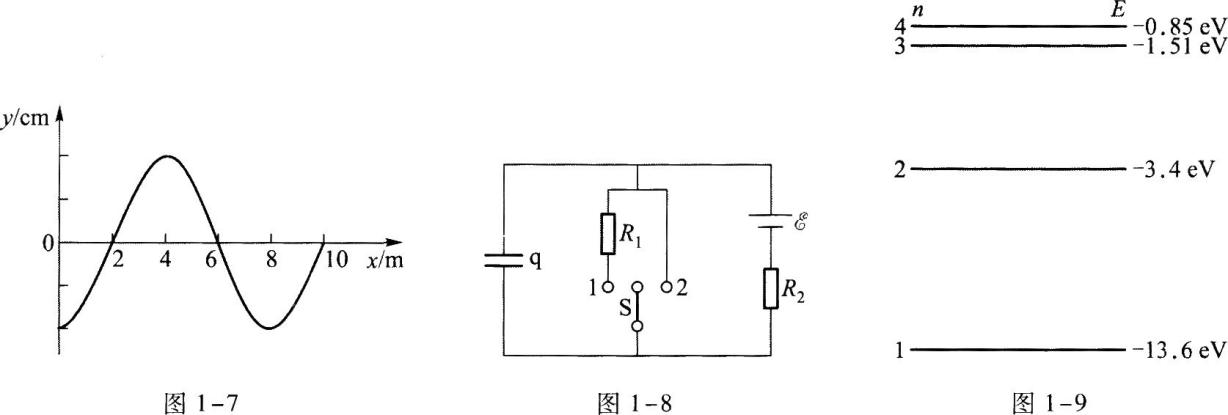 y/cm
0
2 4 6 8 10 x/m
图 1-7
q
R₁
1 2
S
ℰ
R₂
图 1-8
n E
4 -0.85 eV
3 -1.51 eV
2 -3.4 eV
1 -13.6 eV
图 1-9